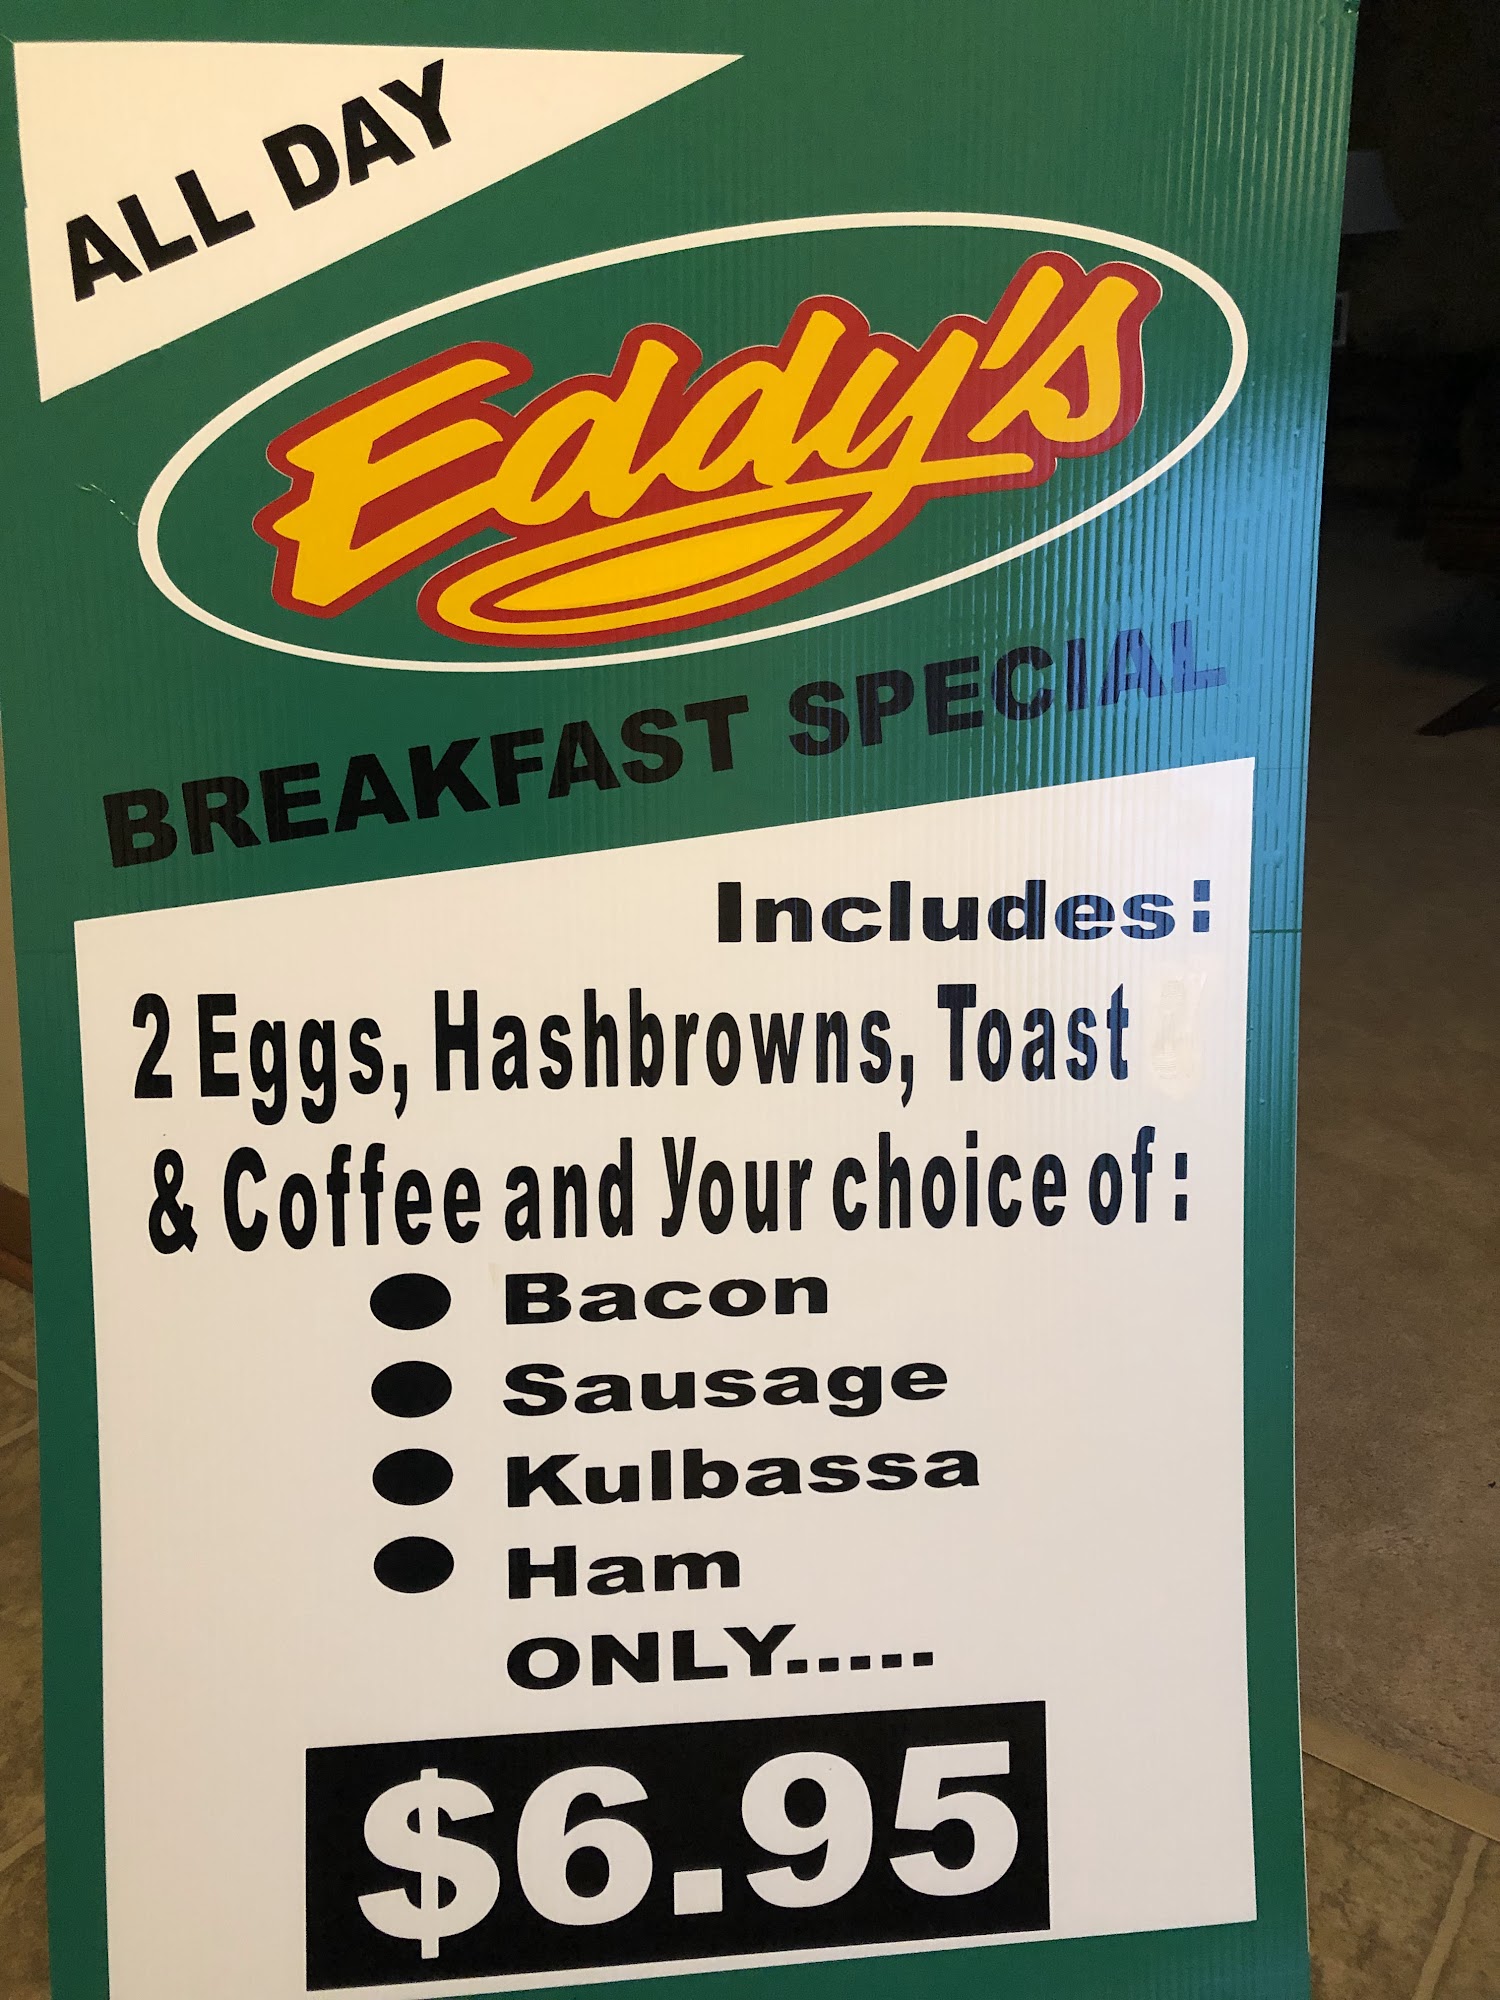 ALL DAY
Eddy's
BREAKFAST SPECIAL
Includes:
2 Eggs, Hashbrowns, Toast
& Coffee and Your choice of:
● Bacon
● Sausage
● Kulbassa
● Ham
ONLY.....
$6.95